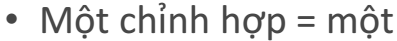 • Một chỉnh hợp = một